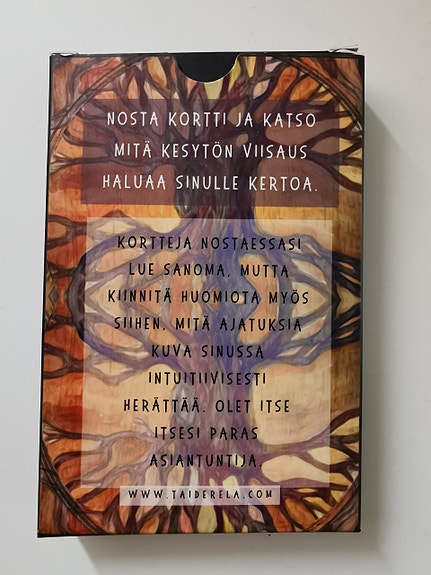 NOSTA KORTTI JA KATSO
MITÄ KESYTÖN VIISAUS
HALUAA SINULLE KERTOA.
KORTTEJA NOSTAESSASI
LUE SANOMA, MUTTA
KIINNITÄ HUOMIOTA MYÖS
SIIHEN, MITÄ AJATUKSIA
KUVA SINUSSA
INTUITIIVISESTI
HERÄTTÄÄ. OLET ITSE
ITSESI PARAS
ASIANTUNTIJA.
WWW.TAIDERELA.COM